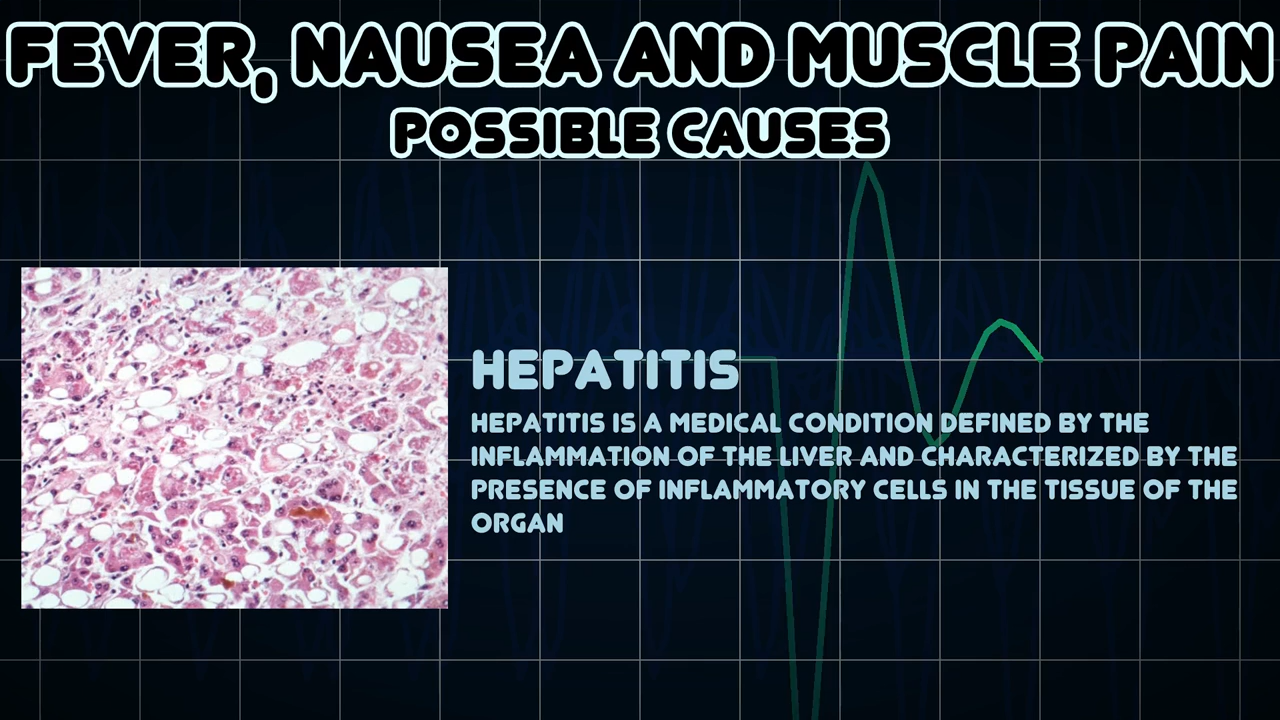 FEVER, NAUSEA AND MUSCLE PAIN
POSSIBLE CAUSES
HEPATITIS
HEPATITIS IS A MEDICAL CONDITION DEFINED BY THE
INFLAMMATION OF THE LIVER AND CHARACTERIZED BY THE
PRESENCE OF INFLAMMATORY CELLS IN THE TISSUE OF THE
ORGAN